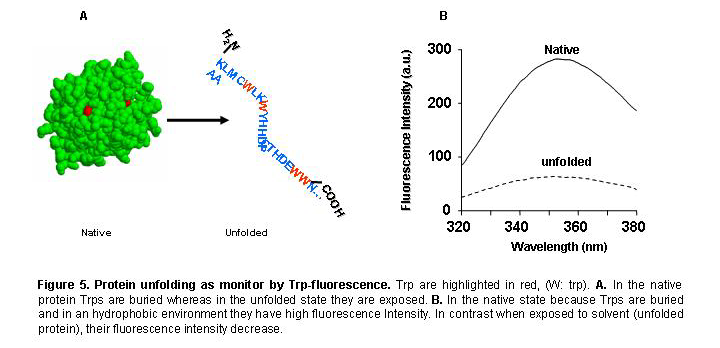 A
B
H2N
AA
KLMCWLKWYHHDSTHDEWWN...
COOH
Native
Unfolded
Fluorescence Intensity (a.u.)
300
200
100
0
Native
unfolded
320 340 360 380
Wavelength (nm)
Figure 5. Protein unfolding as monitor by Trp-fluorescence. Trp are highlighted in red, (W: trp). A. In the native
protein Trps are buried whereas in the unfolded state they are exposed. B. In the native state because Trps are buried
and in an hydrophobic environment they have high fluorescence Intensity. In contrast when exposed to solvent (unfolded
protein), their fluorescence intensity decrease.